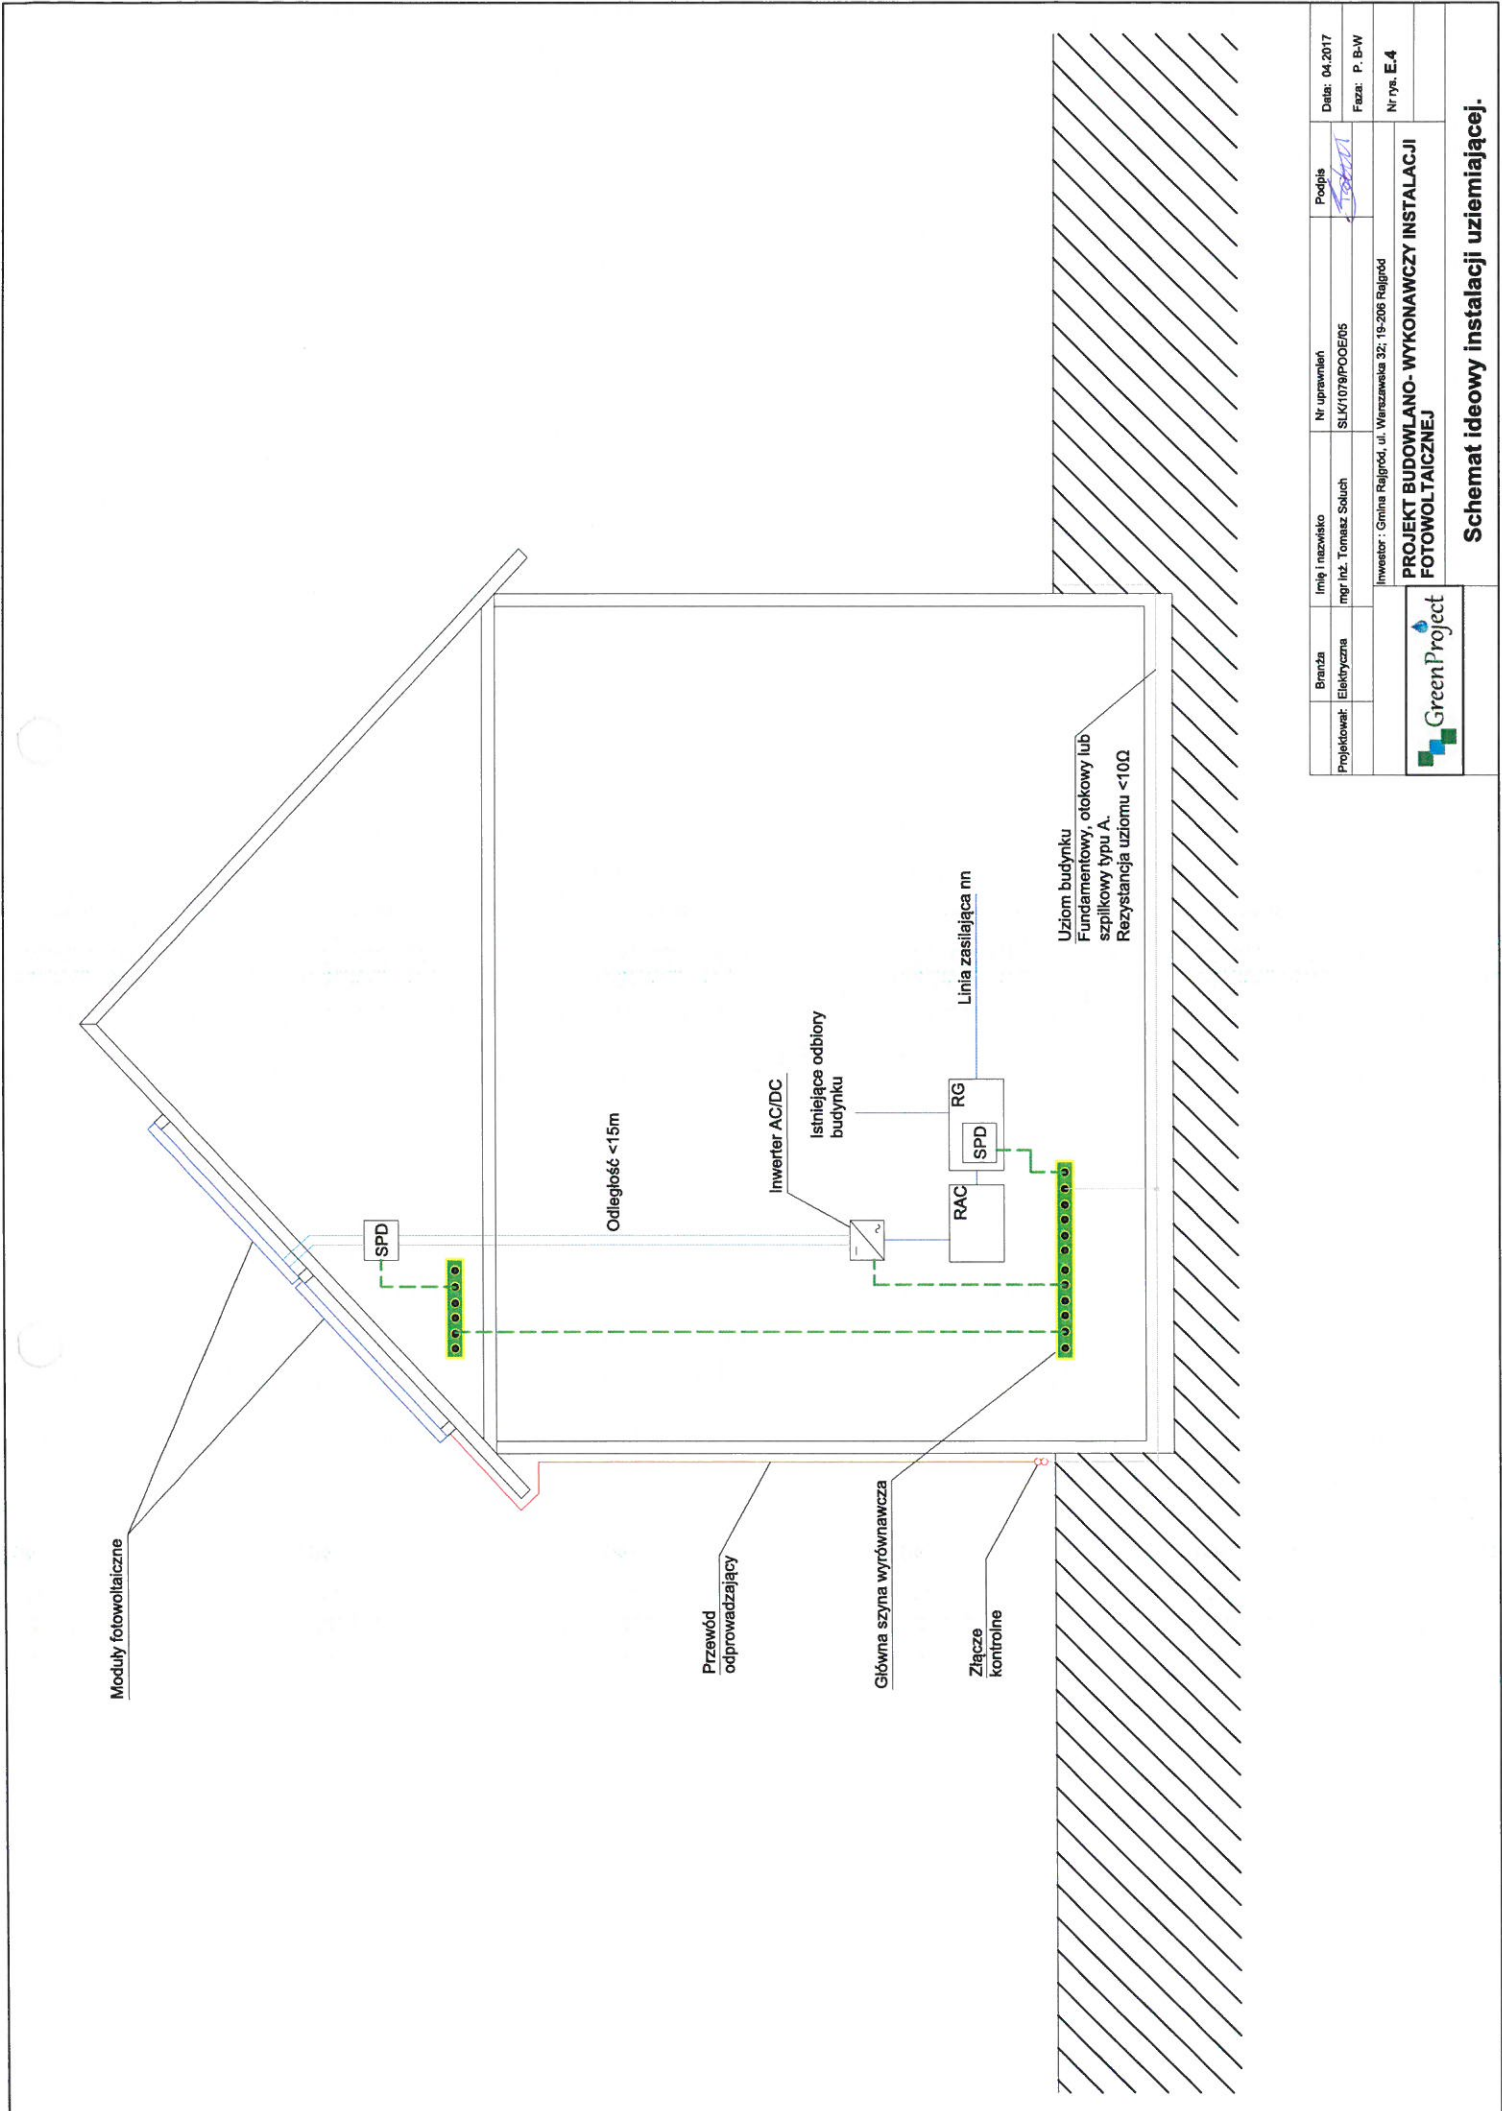 Moduły fotowoltaiczne
SPD
Odległość <15m
Przewód
odprowadzający
Inwerter AC/DC
Istniejące odbiory
budynku
Główna szyna wyrównawcza
RAC
RG
SPD
Linia zasilająca nn
Złącze
kontrolne
Uziom budynku
Fundamentowy, otokowy lub
szpilkowy typu A.
Rezystancja uziomu <10Ω
Branża
Imię i nazwisko
Nr uprawnień
Podpis
Data: 04.2017
Projektował:
Elektryczna
mgr inż. Tomasz Soluch
SLK/1079/POOE/05
Faza: P. B-W
Inwestor : Gmina Rajgród, ul. Warszawska 32; 19-206 Rajgród
Nr rys. E.4
GreenProject
PROJEKT BUDOWLANO- WYKONAWCZY INSTALACJI
FOTOWOLTAICZNEJ
Schemat ideowy instalacji uziemiającej.